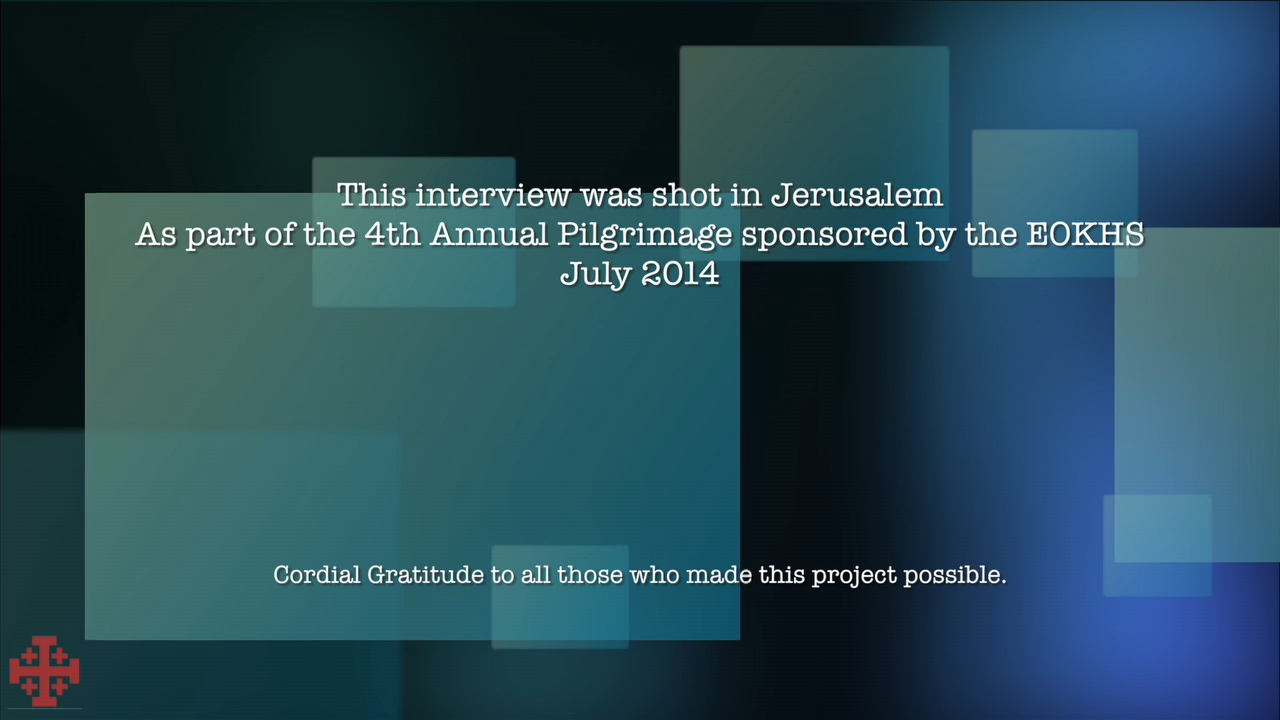 This interview was shot in Jerusalem
As part of the 4th Annual Pilgrimage sponsored by the EOKHS
July 2014
Cordial Gratitude to all those who made this project possible.